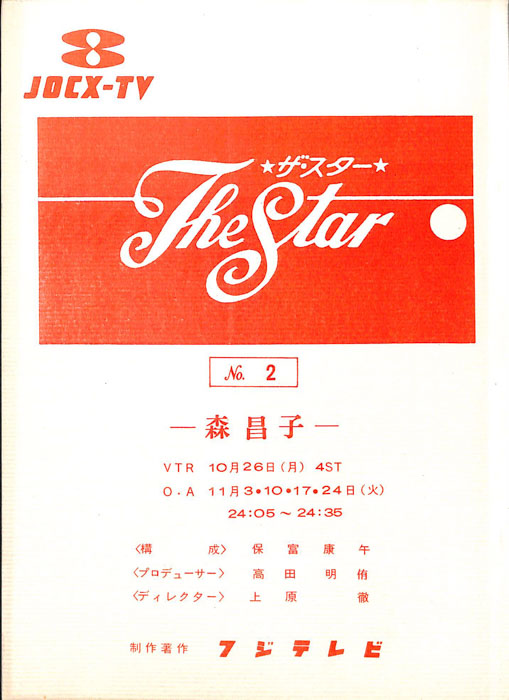 JOCX-TV
★ザ・スター★
The Star
No. 2
—森昌子—
VTR 10月26日(月) 4ST
O.A 11月3•10•17•24日(火)
24:05～24:35
〈構成〉 保富康午
〈プロデューサー〉 高田明侑
〈ディレクター〉 上原徹
制作著作 フジテレビ